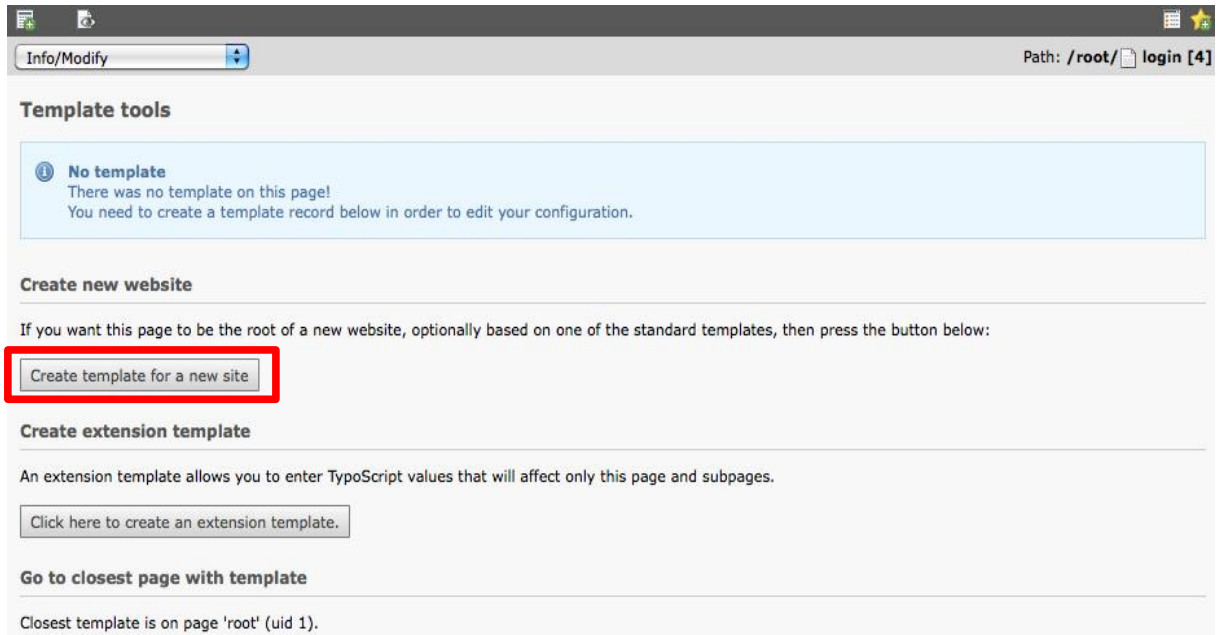 Info/Modify
Path: /root/ login [4]
Template tools
No template
There was no template on this page!
You need to create a template record below in order to edit your configuration.
Create new website
If you want this page to be the root of a new website, optionally based on one of the standard templates, then press the button below:
Create template for a new site
Create extension template
An extension template allows you to enter TypoScript values that will affect only this page and subpages.
Click here to create an extension template.
Go to closest page with template
Closest template is on page 'root' (uid 1).